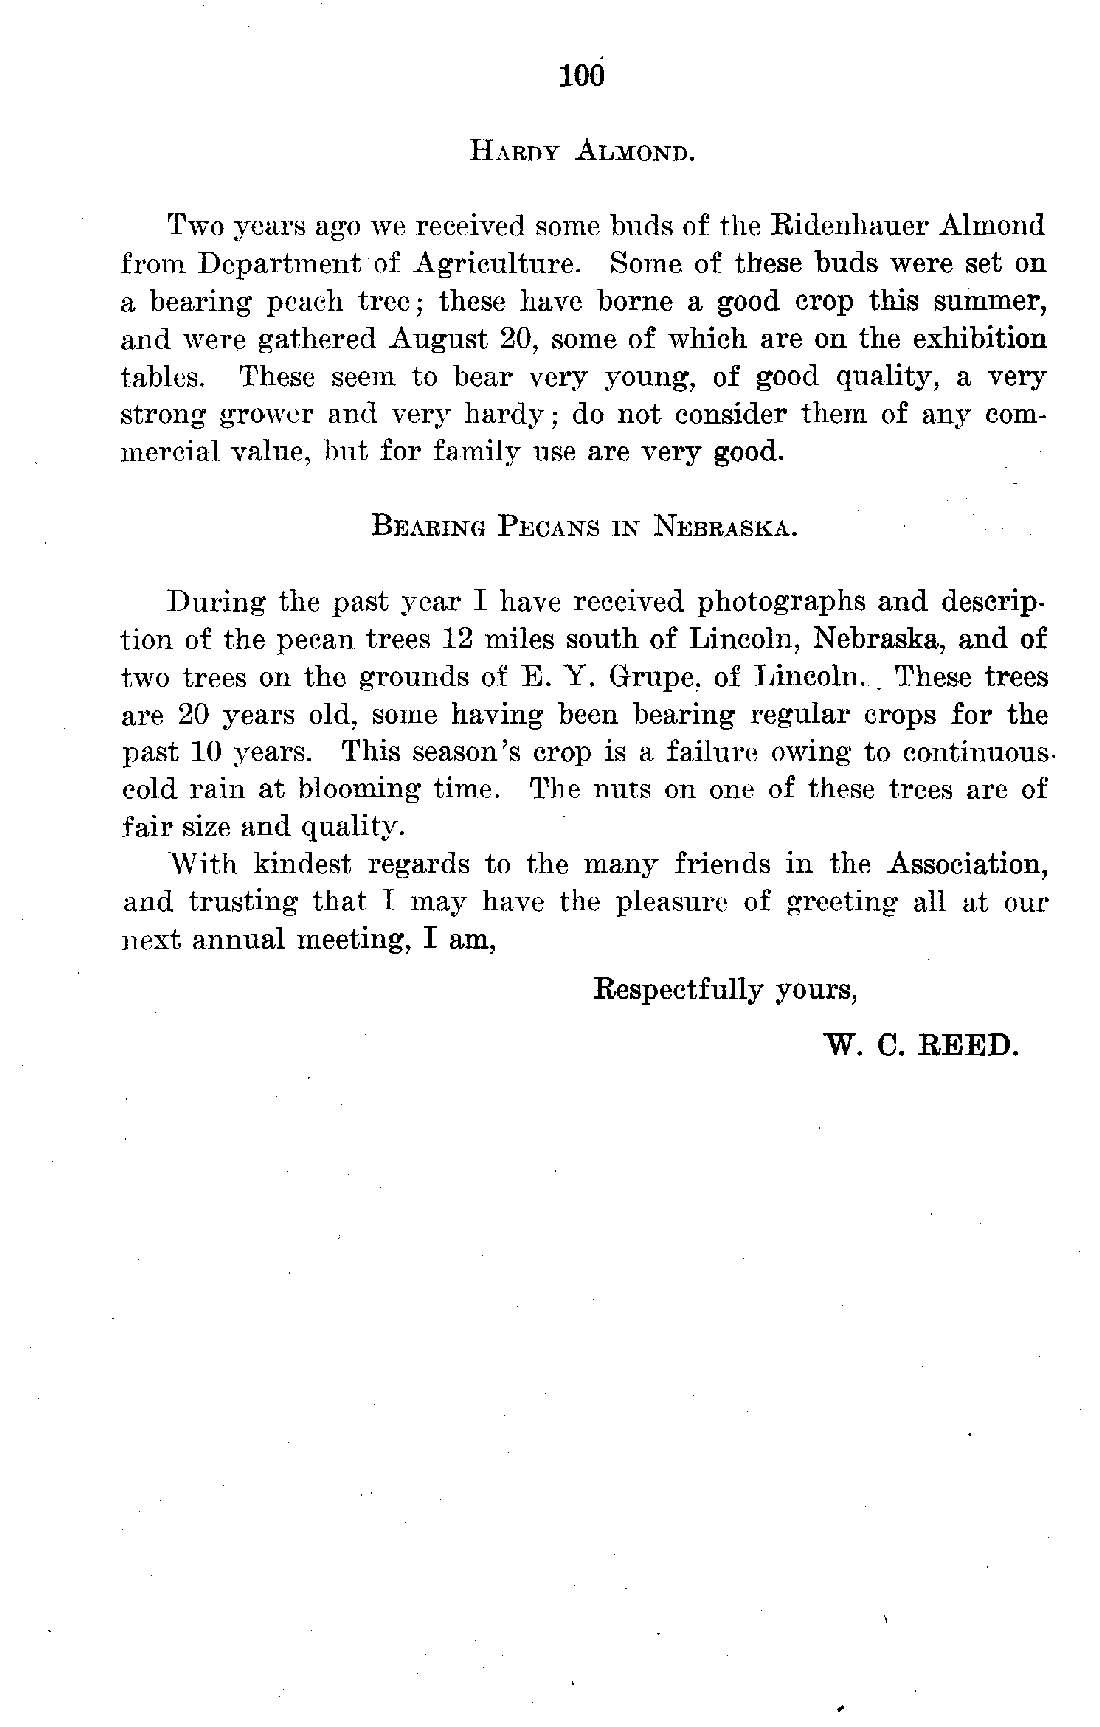 100
HARDY ALMOND.
Two years ago we received some buds of the Ridenhauer Almond
from Department of Agriculture. Some of these buds were set on
a bearing peach tree; these have borne a good crop this summer,
and were gathered August 20, some of which are on the exhibition
tables. These seem to bear very young, of good quality, a very
strong grower and very hardy; do not consider them of any com-
mercial value, but for family use are very good.
BEARING PECANS IN NEBRASKA.
During the past year I have received photographs and descrip-
tion of the pecan trees 12 miles south of Lincoln, Nebraska, and of
two trees on the grounds of E. Y. Grupe, of Lincoln. These trees
are 20 years old, some having been bearing regular crops for the
past 10 years. This season's crop is a failure owing to continuous
cold rain at blooming time. The nuts on one of these trees are of
fair size and quality.
With kindest regards to the many friends in the Association,
and trusting that I may have the pleasure of greeting all at our
next annual meeting, I am,
Respectfully yours,
W. C. REED.